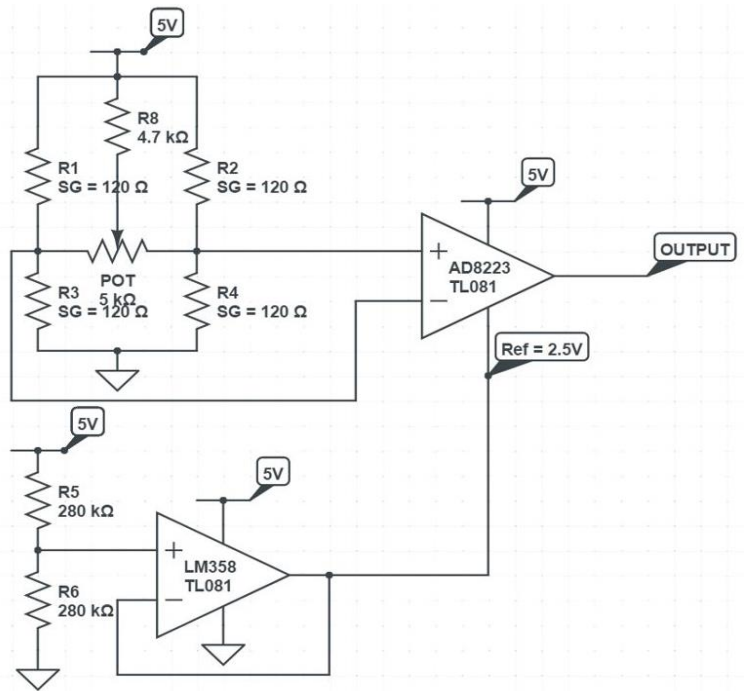 5V
R8
4.7 kΩ
R1
SG = 120 Ω
R2
SG = 120 Ω
POT
5 kΩ
R3
SG = 120 Ω
R4
SG = 120 Ω
5V
+
−
AD8223
TL081
OUTPUT
Ref = 2.5V
5V
R5
280 kΩ
R6
280 kΩ
5V
+
−
LM358
TL081